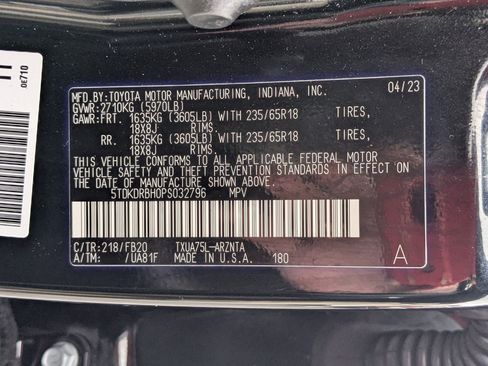 MFD.BY:TOYOTA MOTOR MANUFACTURING, INDIANA, INC. 04/23
GVWR:2710KG (5970LB)
GAWR:FRT. 1635KG (3605LB) WITH 235/65R18 TIRES,
18X8J RIMS.
RR. 1635KG (3605LB) WITH 235/65R18 TIRES,
18X8J RIMS.
THIS VEHICLE CONFORMS TO ALL APPLICABLE FEDERAL MOTOR
VEHICLE SAFETY AND THEFT PREVENTION STANDARDS IN EFFECT
ON THE DATE OF MANUFACTURE SHOWN ABOVE.
5TDKDRBH0PS032796 MPV
C/TR:218/FB20 TXUA75L-ARZNTA A
A/TM: /UA81F MADE IN U.S.A. 180
0E710